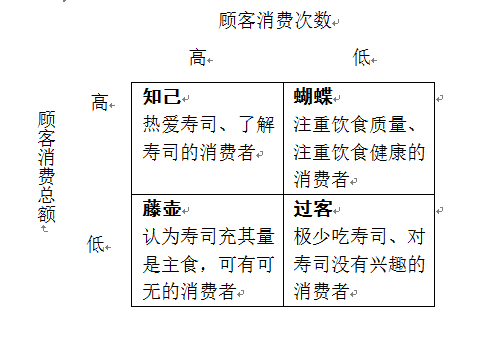 顾客消费次数
高
低
高
知己
热爱寿司、了解
寿司的消费者
蝴蝶
注重饮食质量、
注重饮食健康的
消费者
顾客消费总额
低
藤壶
认为寿司充其量
是主食，可有可
无的消费者
过客
极少吃寿司、对
寿司没有兴趣的
消费者